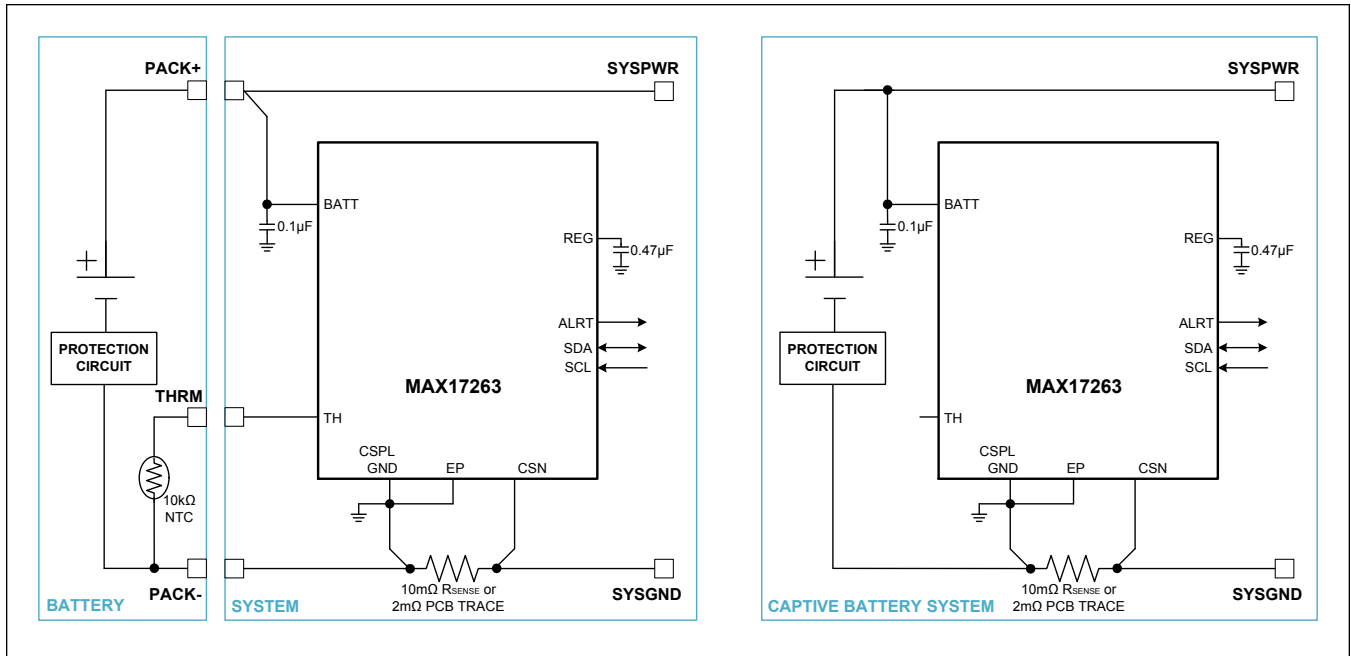 PACK+
SYSPWR
BATT
0.1µF
REG
0.47µF
+
PROTECTION
CIRCUIT
ALRT
SDA
SCL
MAX17263
THRM
TH
CSPL
GND
EP
CSN
10kΩ
NTC
10mΩ RSENSE or
2mΩ PCB TRACE
PACK-
SYSGND
BATTERY
SYSTEM
SYSPWR
BATT
0.1µF
REG
0.47µF
+
PROTECTION
CIRCUIT
ALRT
SDA
SCL
MAX17263
TH
CSPL
GND
EP
CSN
10mΩ RSENSE or
2mΩ PCB TRACE
SYSGND
CAPTIVE BATTERY SYSTEM